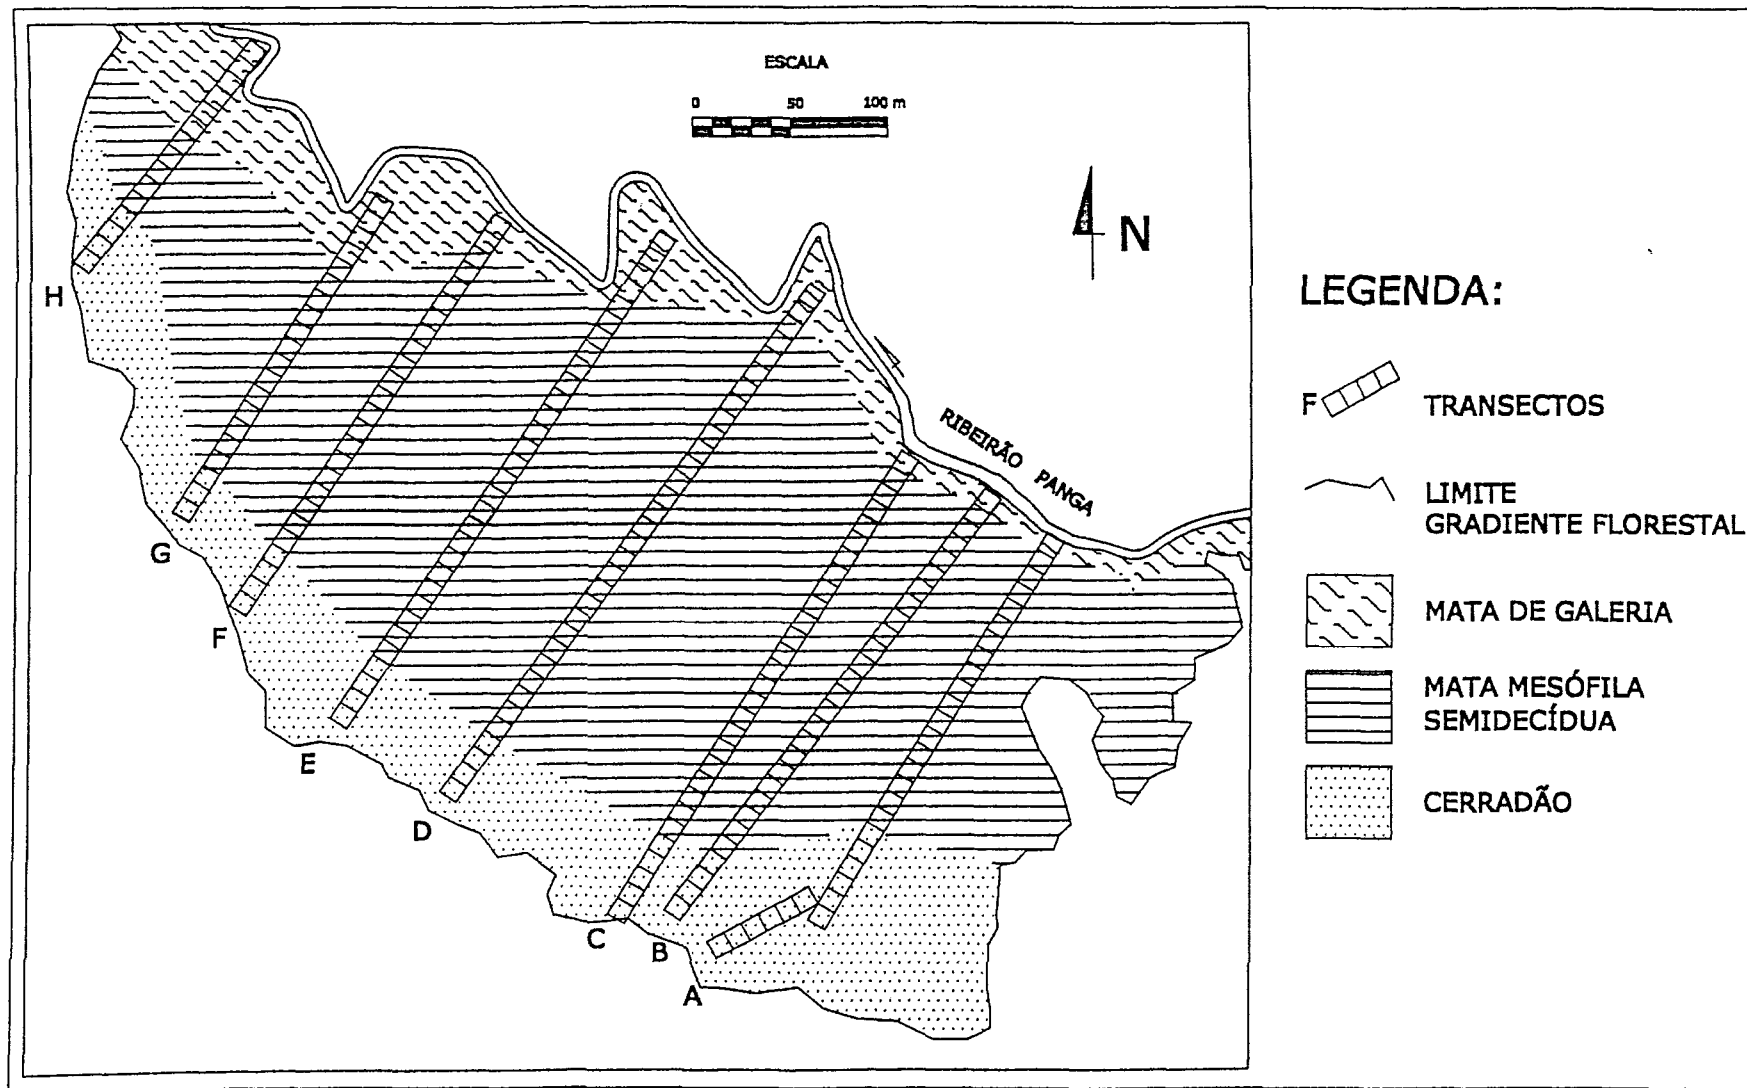 ESCALA
0 50 100 m
N
H
RIBEIRÃO PANGA
G
F
E
D
C
B
A
LEGENDA:
F TRANSECTOS
LIMITE
GRADIENTE FLORESTAL
MATA DE GALERIA
MATA MESÓFILA
SEMIDECÍDUA
CERRADÃO